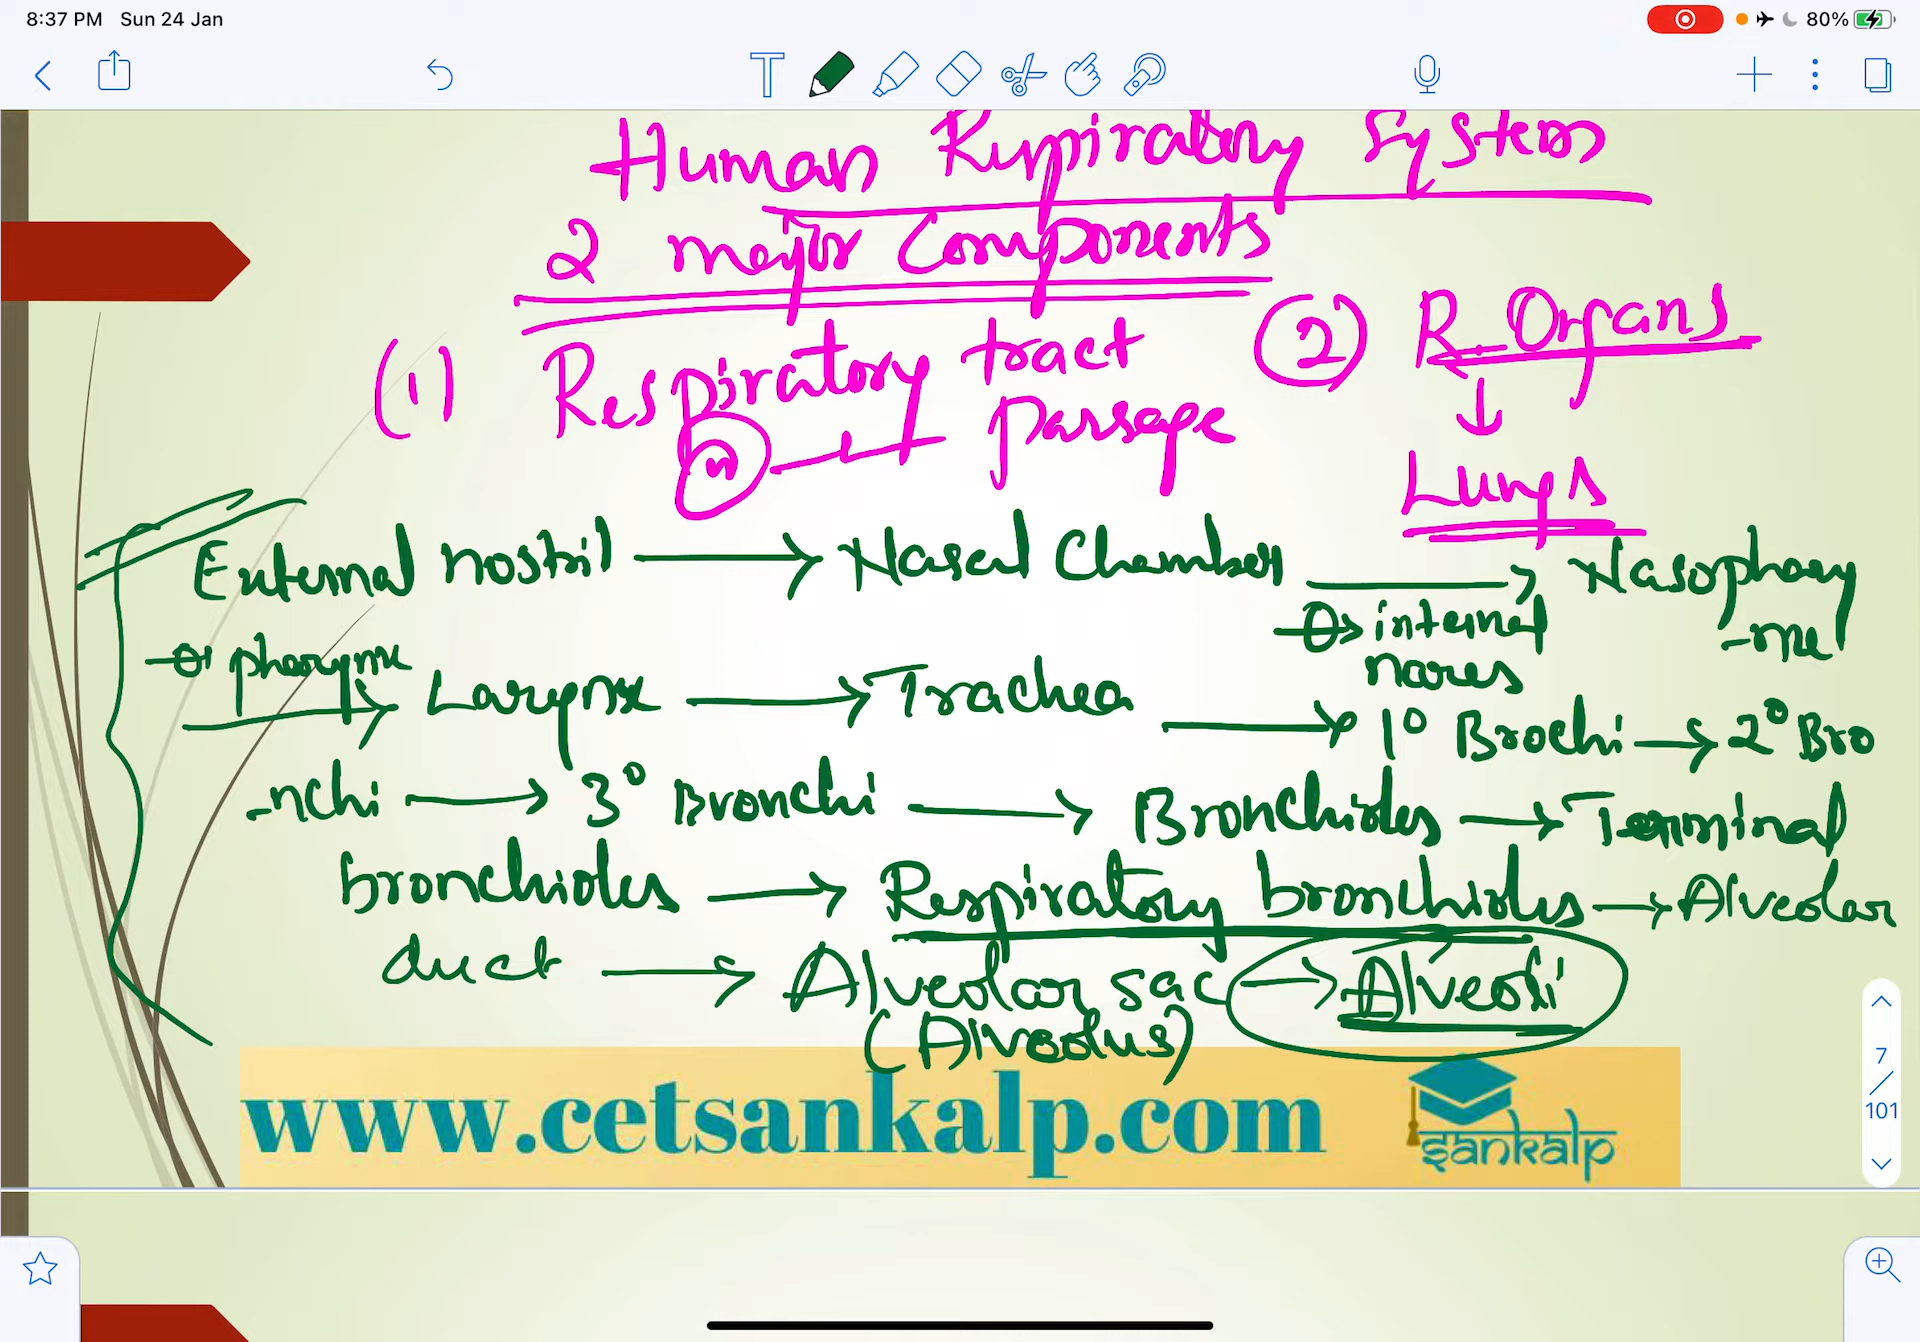 8:37 PM Sun 24 Jan
80%
Human Respiratory System
2 major Components
(1) Respiratory tract
(2) R. Organs
passage
Lungs
External nostril → Nasal Chamber → Nasophary
→ internal nares
-nx
→ pharynx
→ Larynx → Trachea → 1° Brochi → 2° Bro
-nchi → 3° Bronchi → Bronchioles → Terminal
bronchioles → Respiratory bronchioles → Alveolar
duct → Alveolar sac → Alveoli
(Alveolus)
www.cetsankalp.com
sankalp
7
101